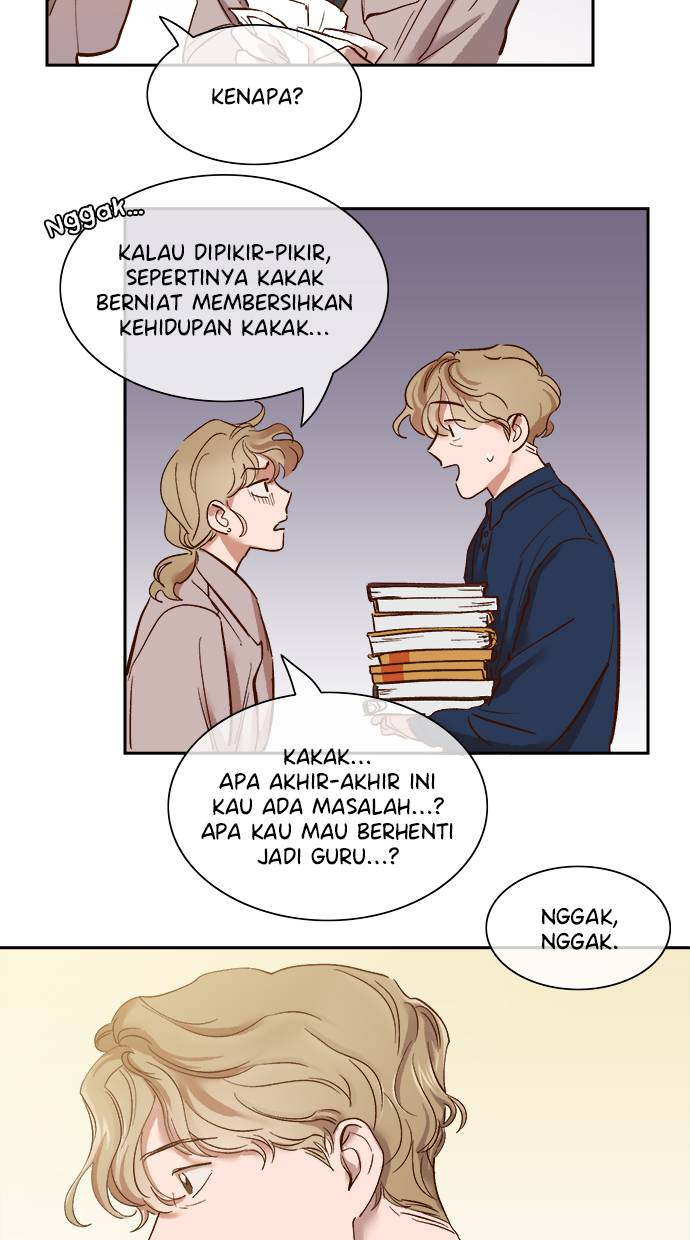 KENAPA?
Nggak...
KALAU DIPIKIR-PIKIR,
SEPERTINYA KAKAK
BERNIAT MEMBERSIHKAN
KEHIDUPAN KAKAK...
KAKAK...
APA AKHIR-AKHIR INI
KAU ADA MASALAH...?
APA KAU MAU BERHENTI
JADI GURU...?
NGGAK,
NGGAK.